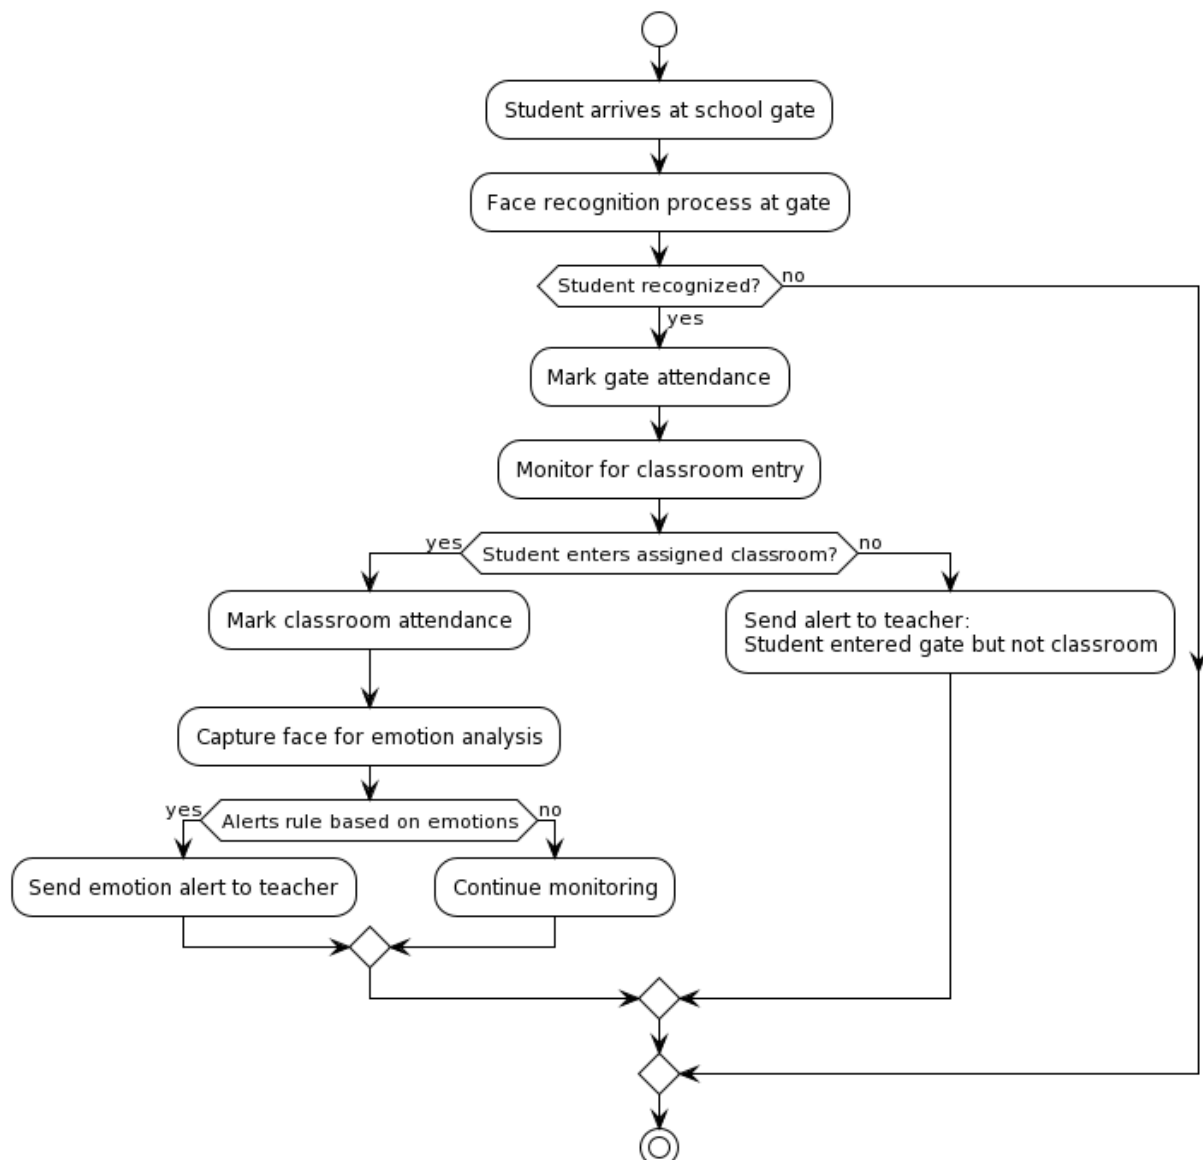 Student arrives at school gate
Face recognition process at gate
Student recognized?
no
yes
Mark gate attendance
Monitor for classroom entry
yes
Student enters assigned classroom?
no
Mark classroom attendance
Send alert to teacher:
Student entered gate but not classroom
Capture face for emotion analysis
yes
Alerts rule based on emotions
no
Send emotion alert to teacher
Continue monitoring